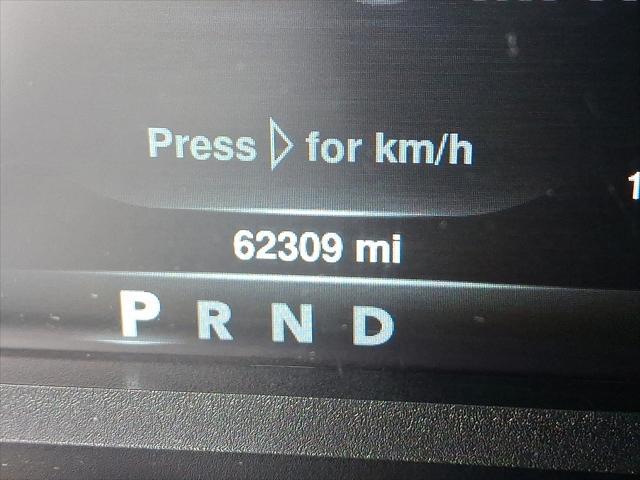 Press ▷ for km/h
62309 mi
P R N D